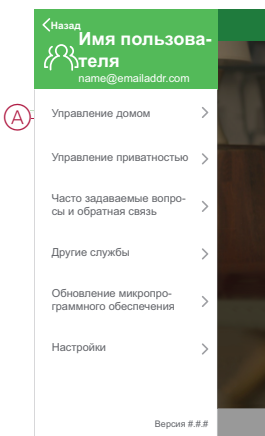 Назад
Имя пользова-
теля
name@emailaddr.com
A
Управление домом
Управление приватностью
Часто задаваемые вопро-
сы и обратная связь
Другие службы
Обновление микропро-
граммного обеспечения
Настройки
Версия #.#.#